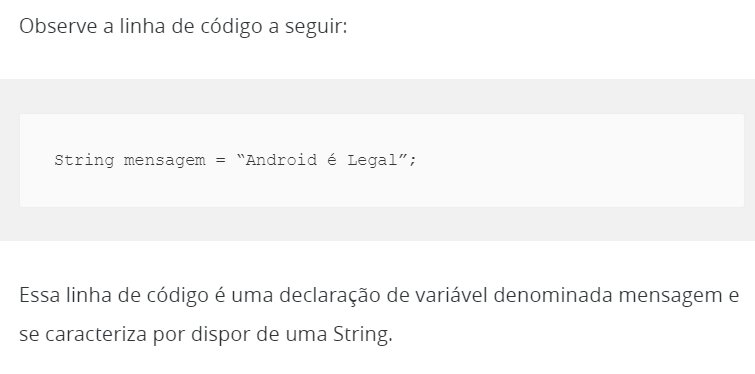 Observe a linha de código a seguir:
String mensagem = “Android é Legal”;
Essa linha de código é uma declaração de variável denominada mensagem e
se caracteriza por dispor de uma String.